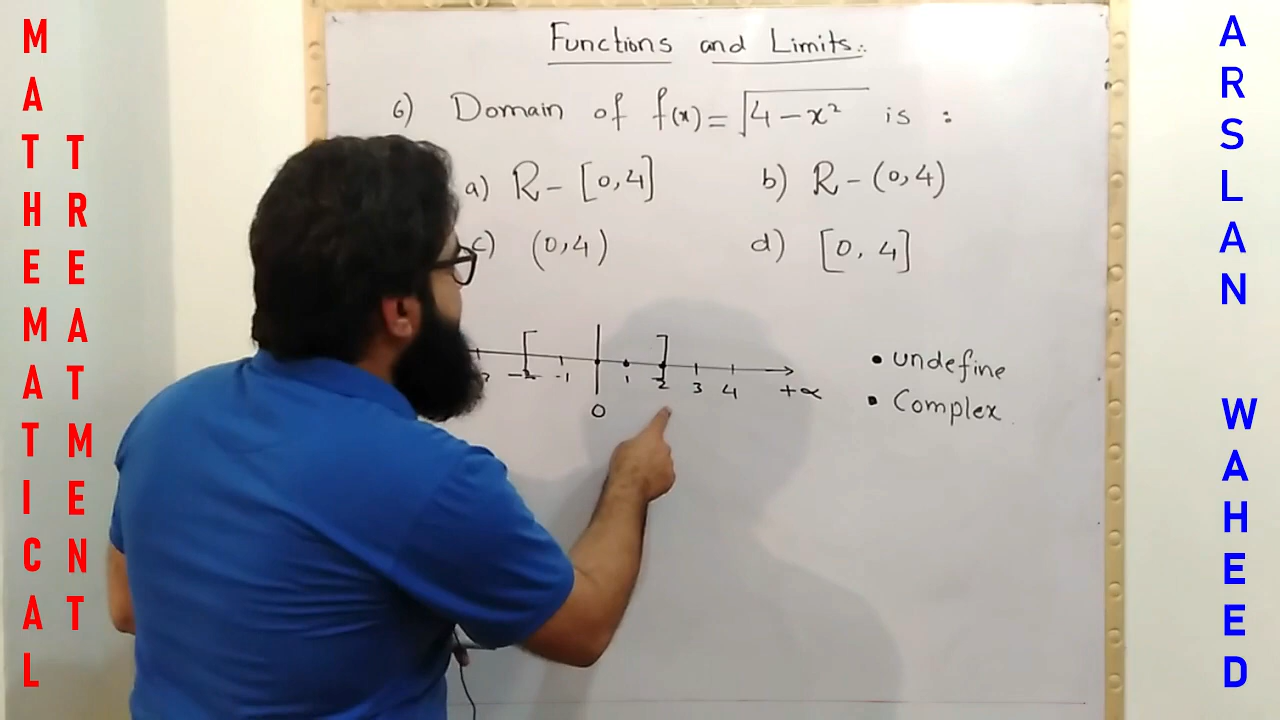 MATHEMATICAL
TREATMENT
Functions and Limits.:
6) Domain of f(x) = √4 - x² is :
a) R - [0,4]
b) R - (0,4)
c) (0,4)
d) [0, 4]
-2 -1 0 1 2 3 4 +∝
• undefine
• Complex
ARSLAN
WAHEED